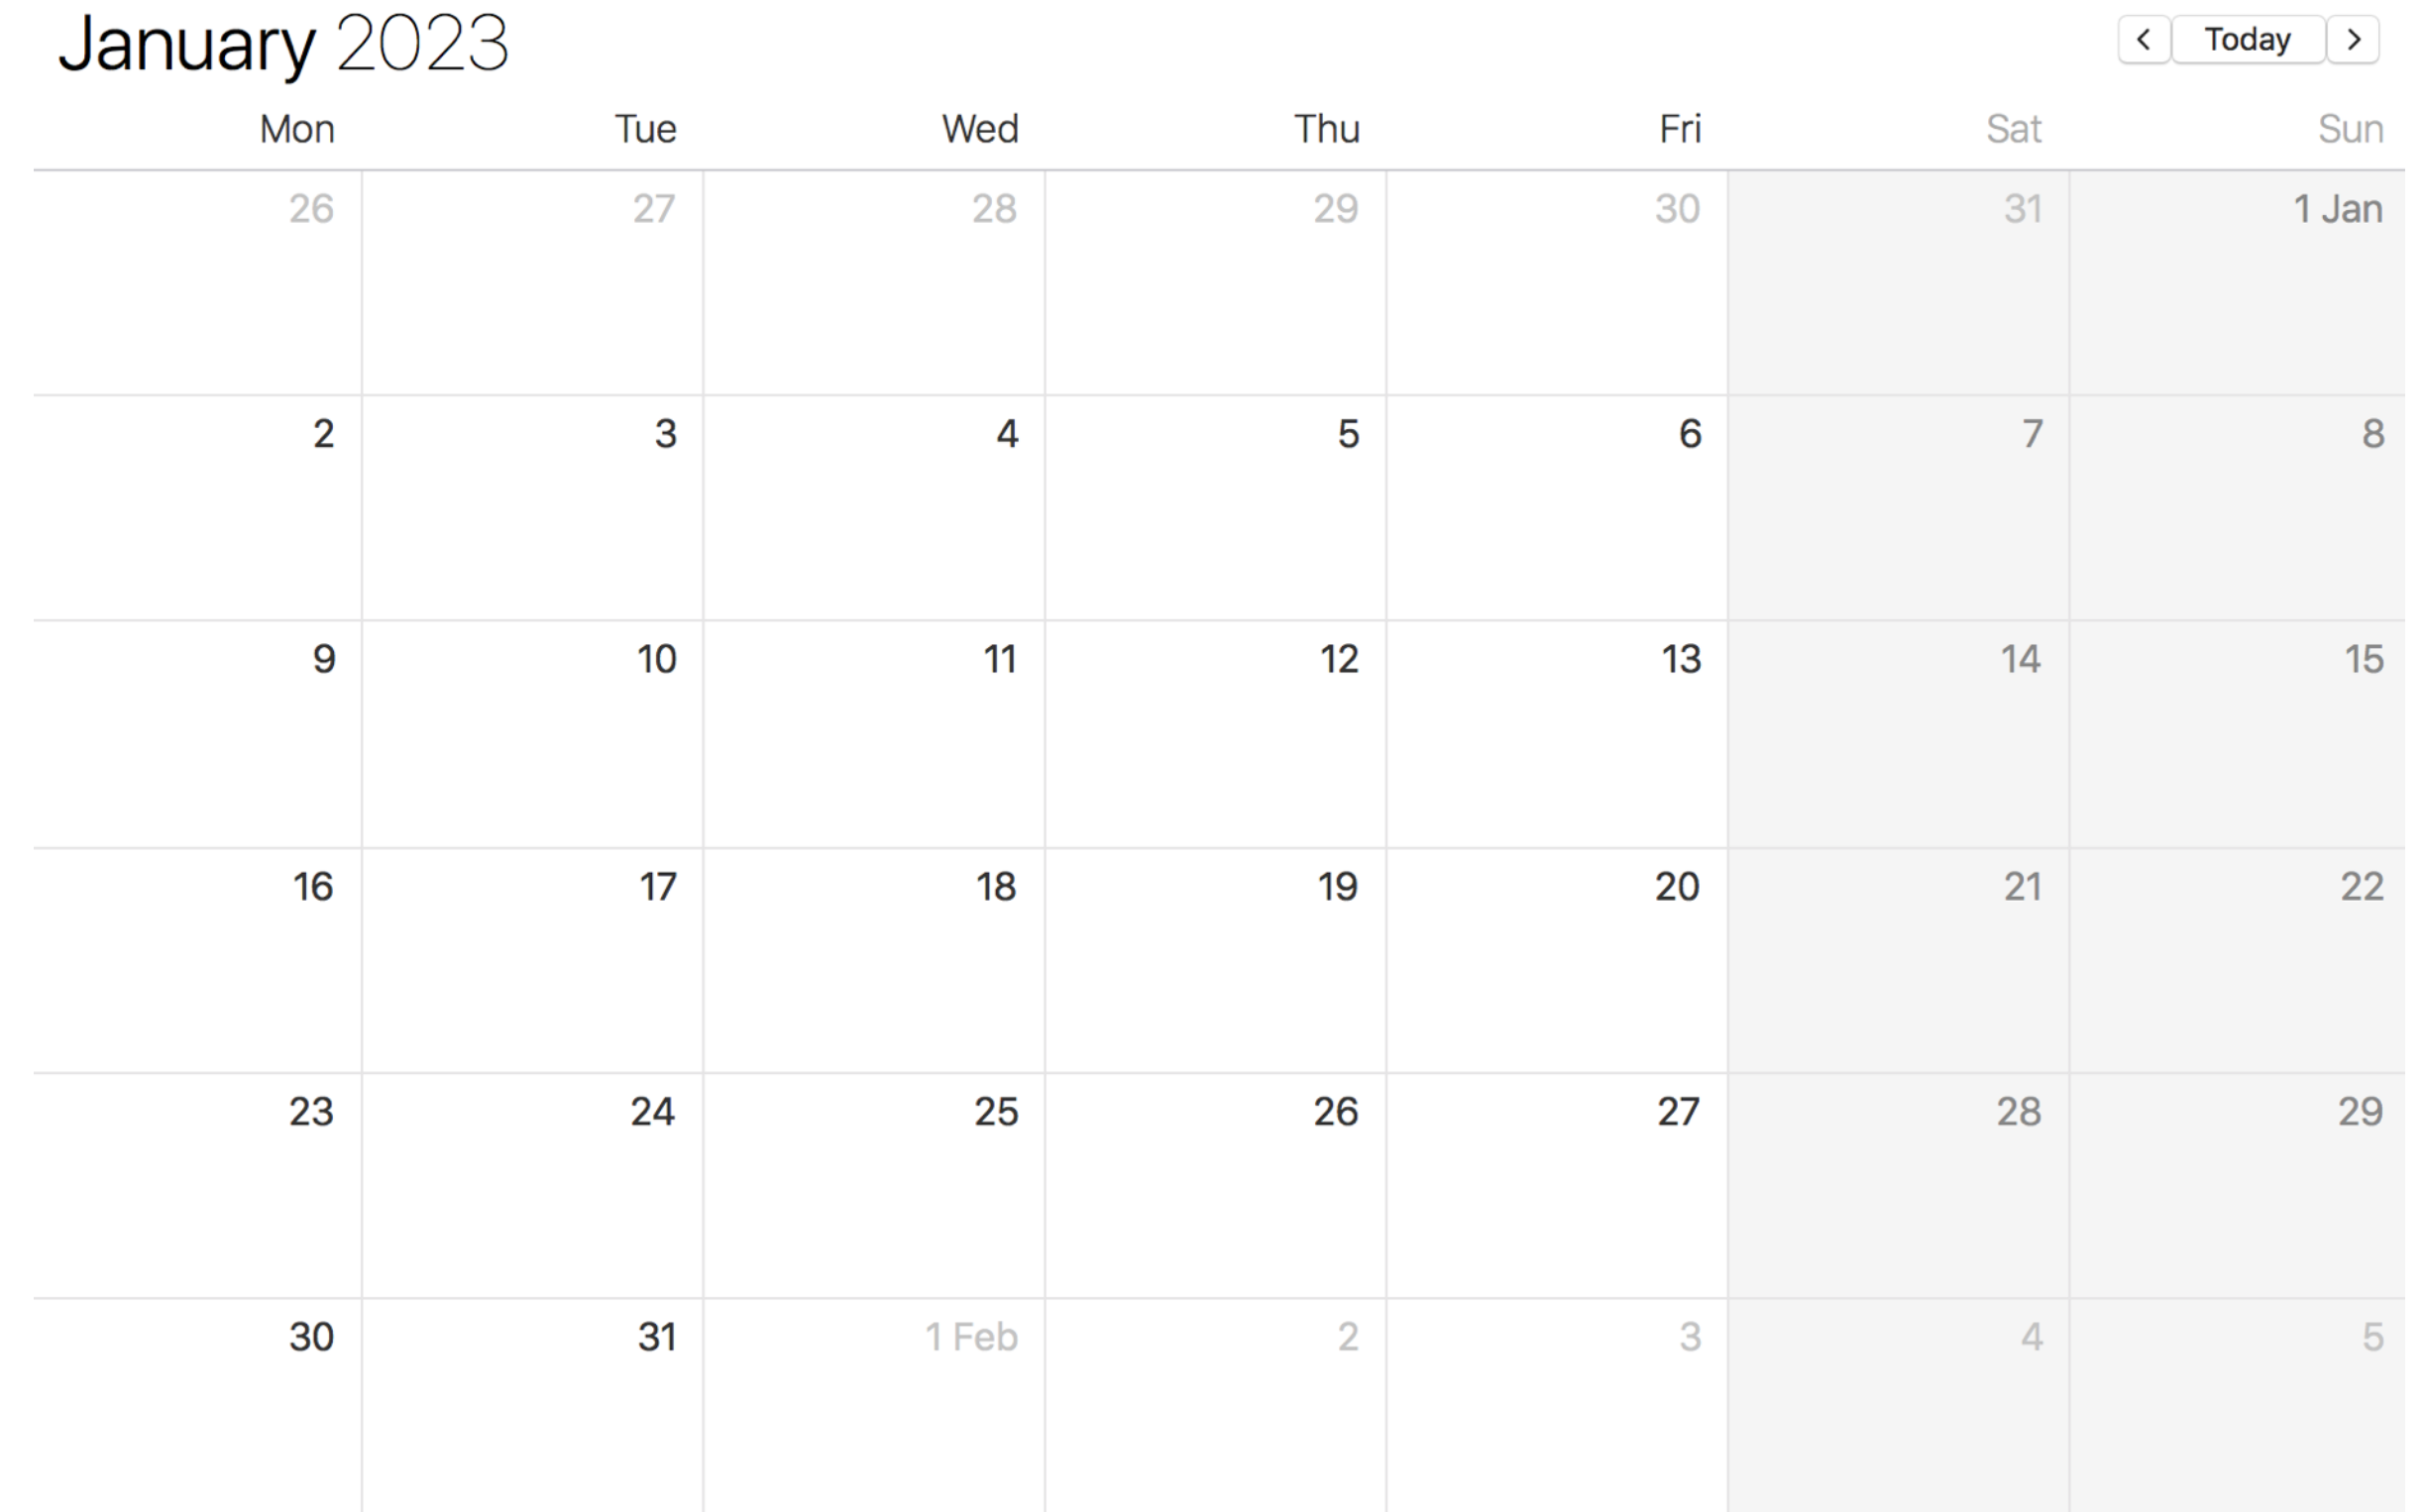 January 2023 Today
Mon Tue Wed Thu Fri Sat Sun
26 27 28 29 30 31 1 Jan
2 3 4 5 6 7 8
9 10 11 12 13 14 15
16 17 18 19 20 21 22
23 24 25 26 27 28 29
30 31 1 Feb 2 3 4 5